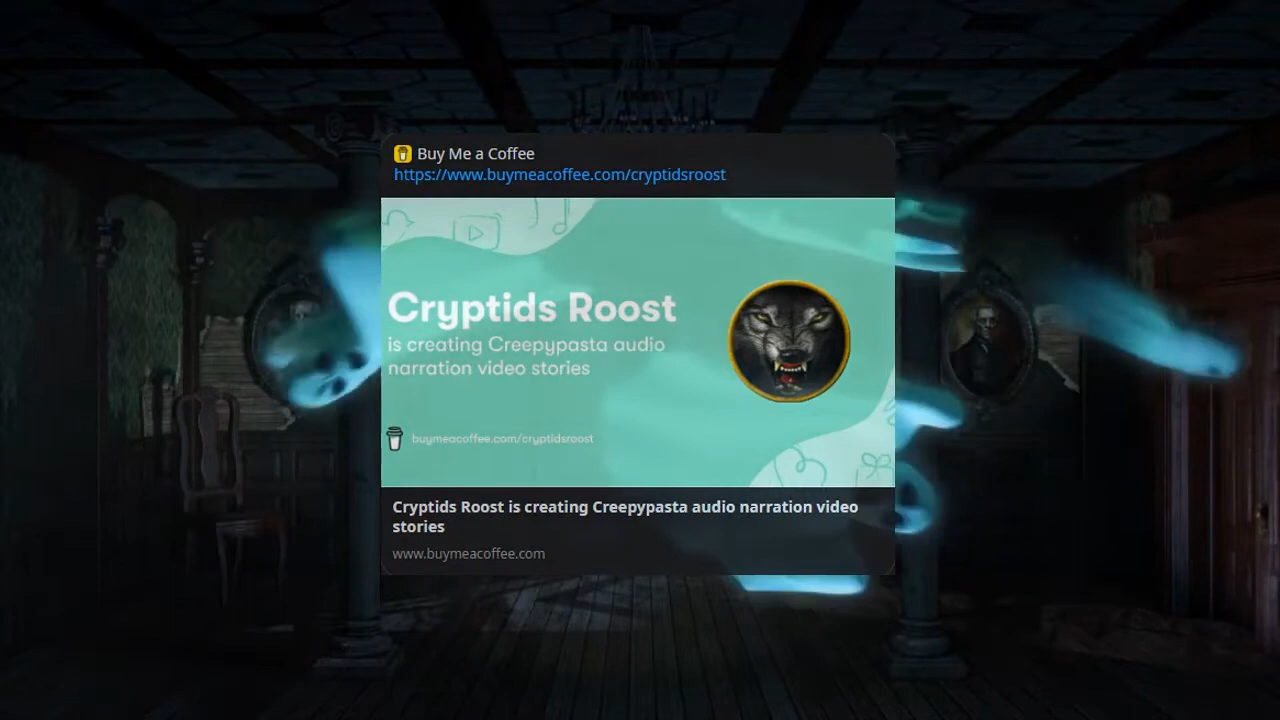 Buy Me a Coffee
https://www.buymeacoffee.com/cryptidsroost
Cryptids Roost
is creating Creepypasta audio
narration video stories
buymeacoffee.com/cryptidsroost
Cryptids Roost is creating Creepypasta audio narration video
stories
www.buymeacoffee.com